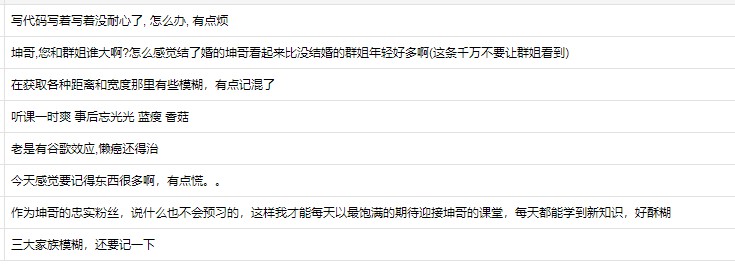 写代码写着写着没耐心了, 怎么办, 有点烦
坤哥,您和群姐谁大啊?怎么感觉结了婚的坤哥看起来比没结婚的群姐年轻好多啊(这条千万不要让群姐看到)
在获取各种距离和宽度那里有些模糊，有点记混了
听课一时爽 事后忘光光 蓝瘦 香菇
老是有谷歌效应,懒癌还得治
今天感觉要记得东西很多啊，有点慌。。
作为坤哥的忠实粉丝，说什么也不会预习的，这样我才能每天以最饱满的期待迎接坤哥的课堂，每天都能学到新知识，好酥糊
三大家族模糊，还要记一下